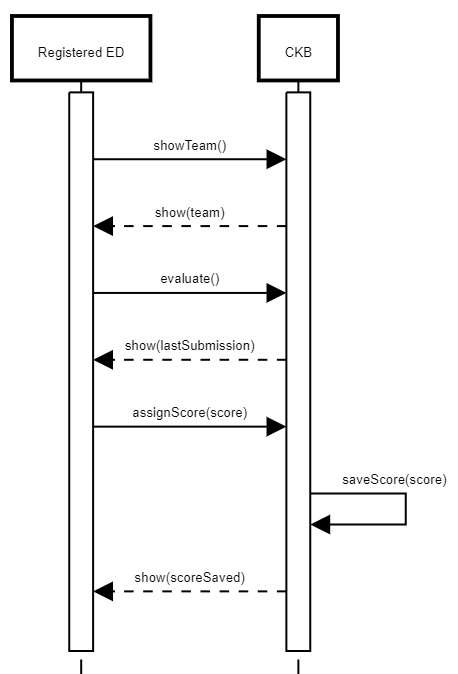 Registered ED
CKB
showTeam()
show(team)
evaluate()
show(lastSubmission)
assignScore(score)
saveScore(score)
show(scoreSaved)